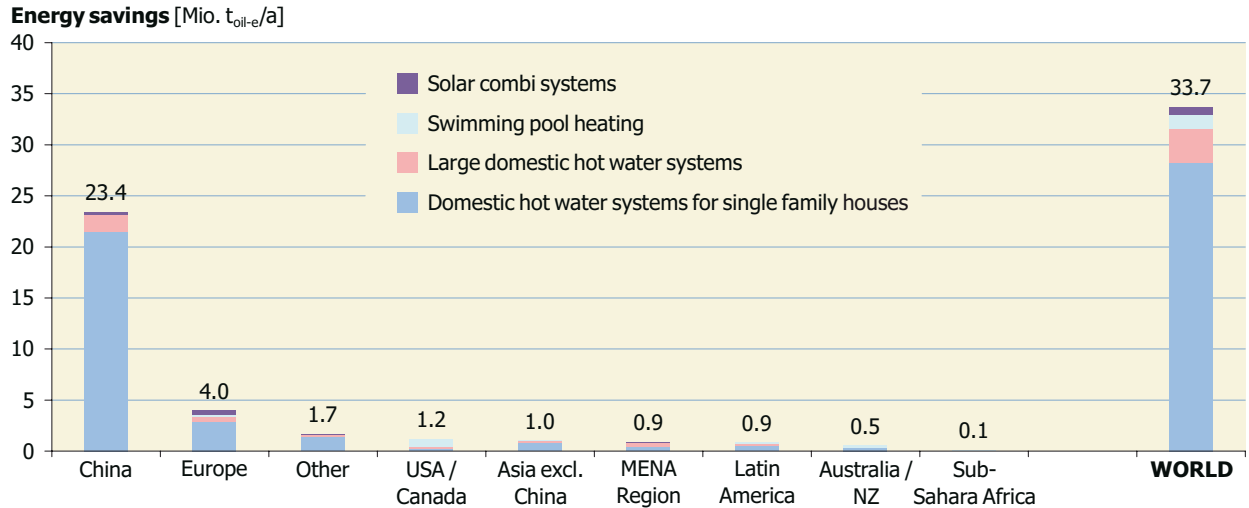 Energy savings [Mio. t_oil-e/a]
40
35
30
25
20
15
10
5
0
Solar combi systems
Swimming pool heating
Large domestic hot water systems
Domestic hot water systems for single family houses
23.4
4.0
1.7
1.2
1.0
0.9
0.9
0.5
0.1
33.7
China
Europe
Other
USA /
Canada
Asia excl.
China
MENA
Region
Latin
America
Australia /
NZ
Sub-
Sahara Africa
WORLD